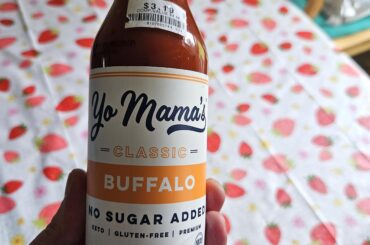 $3.19
Yo Mama's
CLASSIC
BUFFALO
NO SUGAR ADDED
KETO | GLUTEN-FREE | PREMIUM